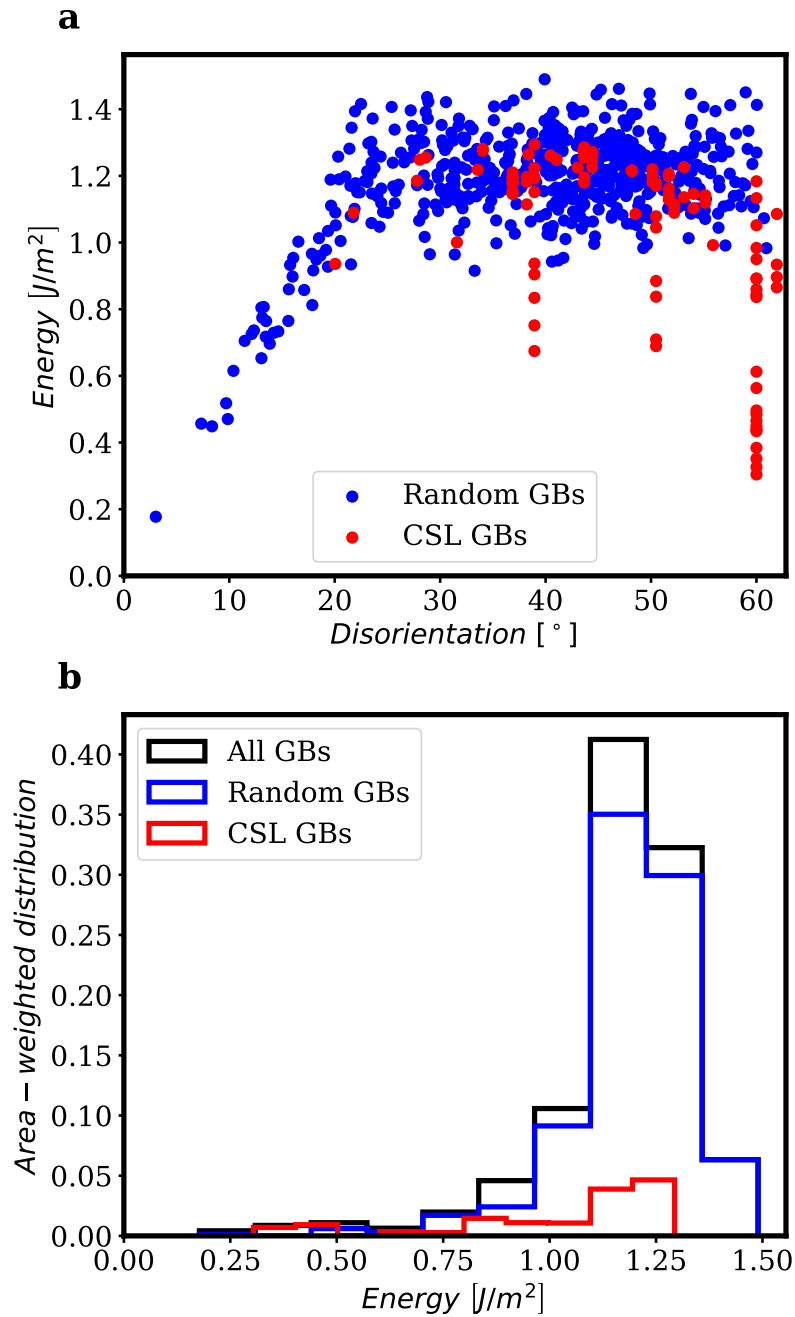 a
1.4
1.2
1.0
0.8
0.6
0.4
0.2
0.0
Energy [J/m²]
0 10 20 30 40 50 60
Disorientation [°]
Random GBs
CSL GBs
b
0.40
0.35
0.30
0.25
0.20
0.15
0.10
0.05
0.00
Area − weighted distribution
All GBs
Random GBs
CSL GBs
0.00 0.25 0.50 0.75 1.00 1.25 1.50
Energy [J/m²]